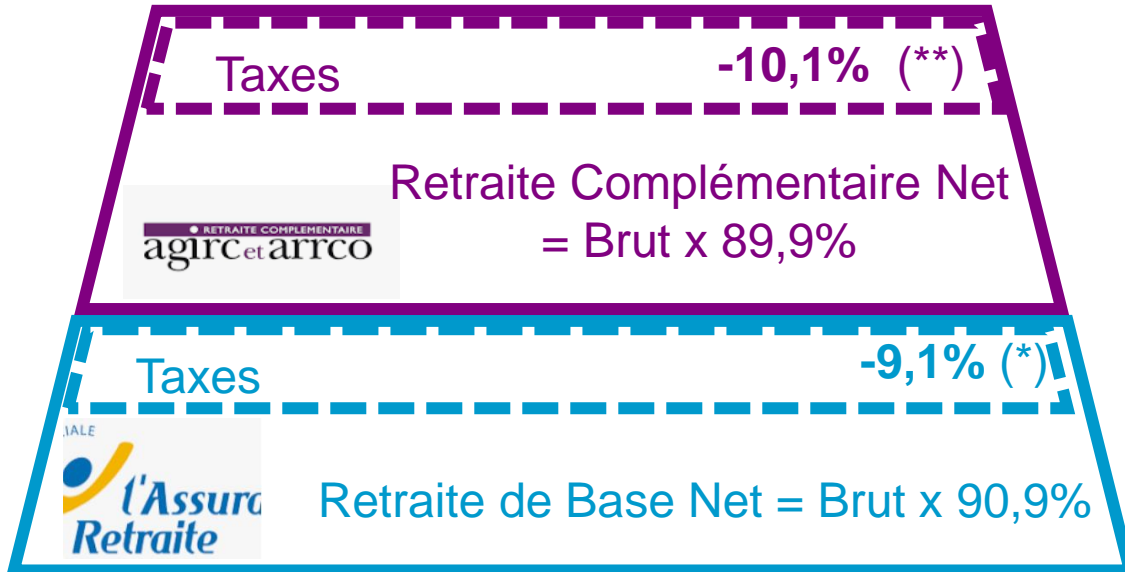 Taxes -10,1% (**)
Retraite Complémentaire Net
= Brut x 89,9%
RETRAITE COMPLEMENTAIRE
agirc et arrco
Taxes -9,1% (*)
IALE
l'Assura
Retraite
Retraite de Base Net = Brut x 90,9%